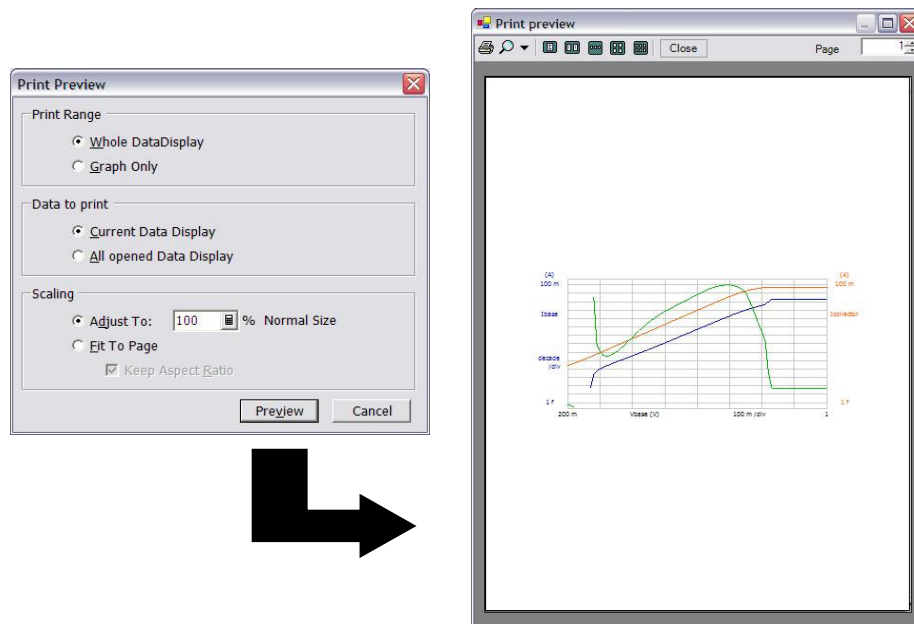 Print Preview
Print Range
Whole DataDisplay
Graph Only
Data to print
Current Data Display
All opened Data Display
Scaling
Adjust To: 100 % Normal Size
Fit To Page
Keep Aspect Ratio
Preview Cancel
Print preview
Close Page 1
(A) (A)
100 m 100 m
Ibase Icollector
decade
/div
1 f 1 f
200 m Vbase (V) 100 m /div 1